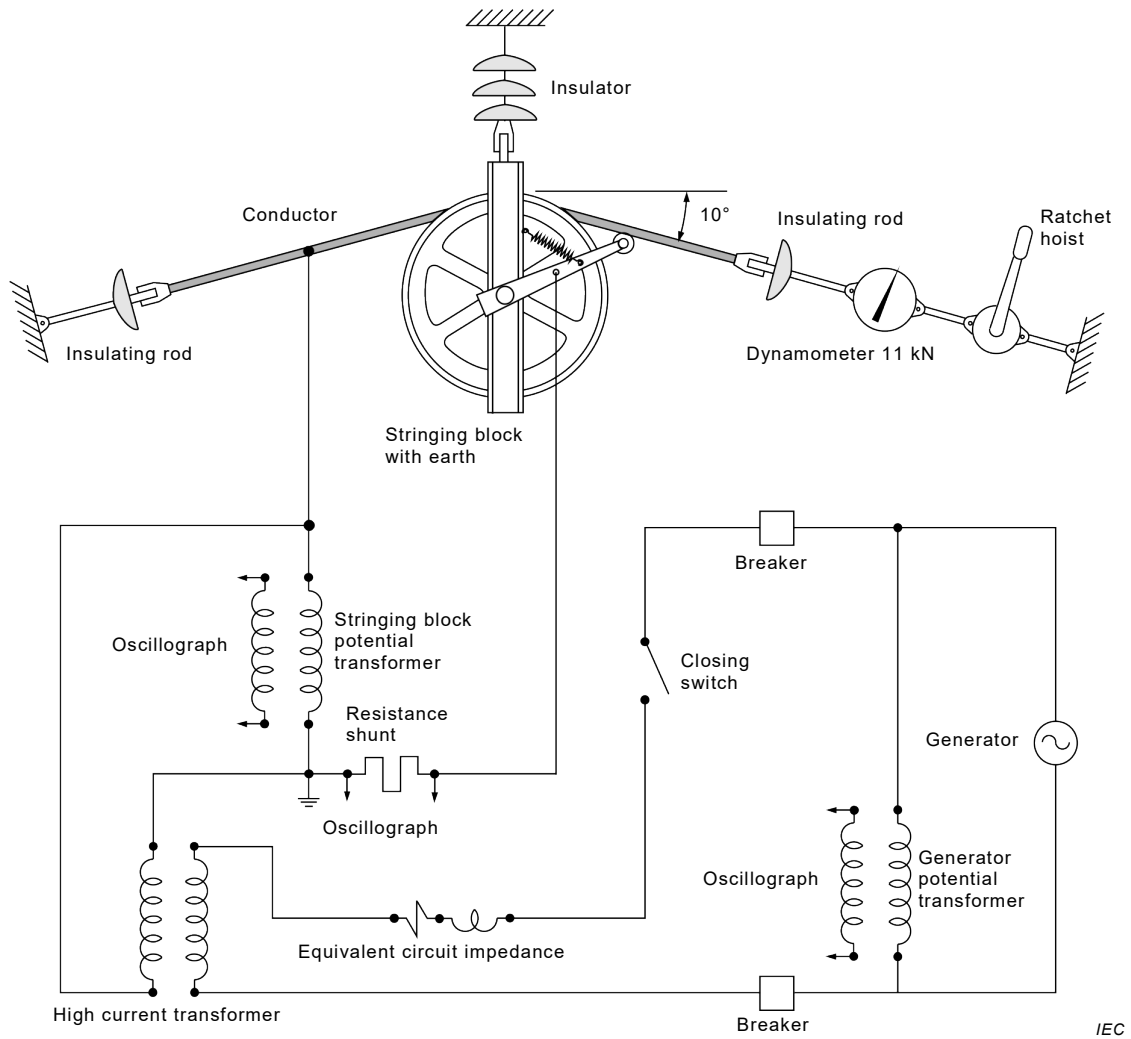 Insulator
Conductor
10°
Insulating rod
Ratchet
hoist
Insulating rod
Dynamometer 11 kN
Stringing block
with earth
Breaker
Oscillograph
Stringing block
potential
transformer
Closing
switch
Resistance
shunt
Generator
Oscillograph
Oscillograph
Generator
potential
transformer
Equivalent circuit impedance
High current transformer
Breaker
IEC